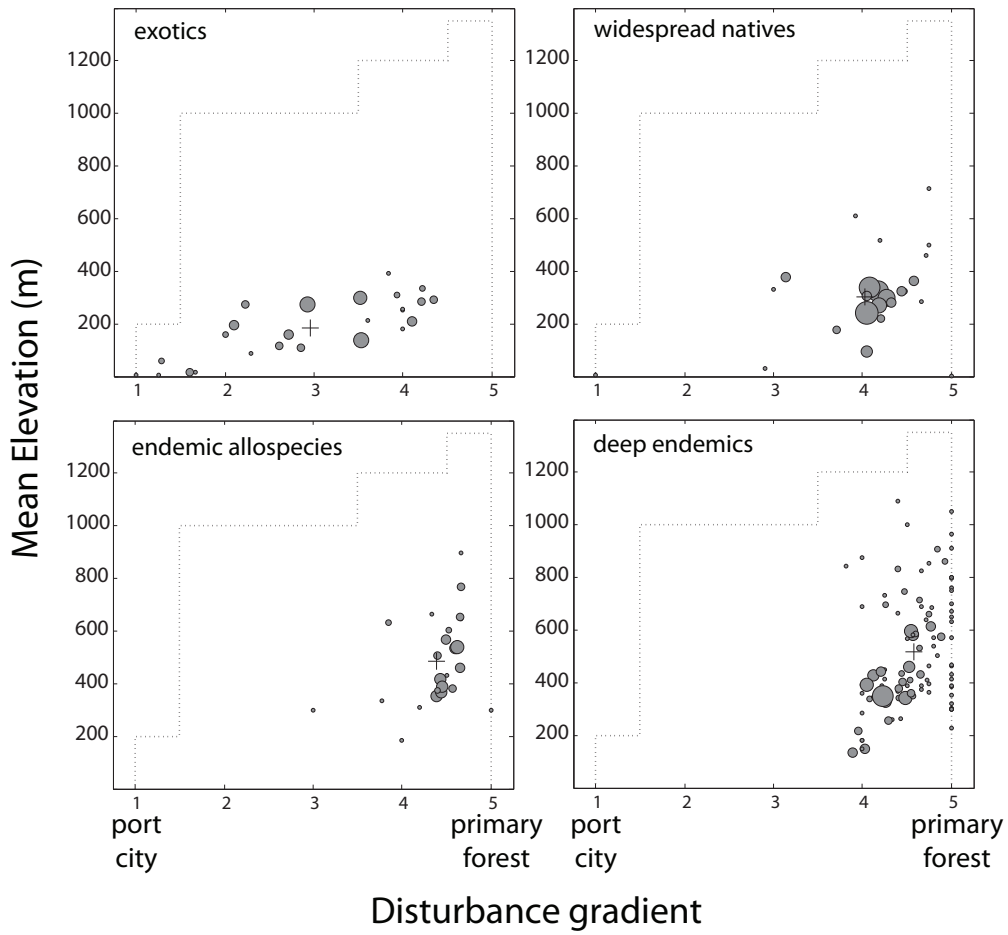 exotics
1200
1000
800
600
400
200
1 2 3 4 5
widespread natives
1200
1000
800
600
400
200
1 2 3 4 5
endemic allospecies
1200
1000
800
600
400
200
1 2 3 4 5
port
city
primary
forest
deep endemics
1200
1000
800
600
400
200
1 2 3 4 5
port
city
primary
forest
Mean Elevation (m)
Disturbance gradient